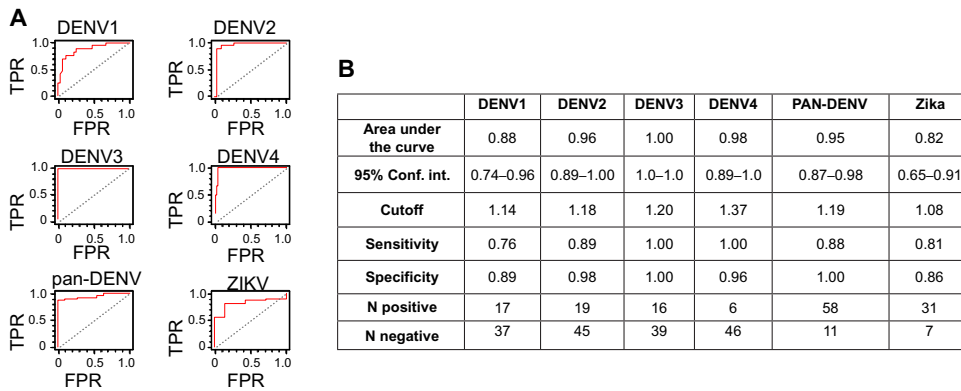 A
DENV1
TPR
1.0
0.5
0
0 0.5 1.0
FPR
DENV2
TPR
1.0
0.5
0
0 0.5 1.0
FPR
DENV3
TPR
1.0
0.5
0
0 0.5 1.0
FPR
DENV4
TPR
1.0
0.5
0
0 0.5 1.0
FPR
pan-DENV
TPR
1.0
0.5
0
0 0.5 1.0
FPR
ZIKV
TPR
1.0
0.5
0
0 0.5 1.0
FPR
B
DENV1 DENV2 DENV3 DENV4 PAN-DENV Zika
Area under
the curve 0.88 0.96 1.00 0.98 0.95 0.82
95% Conf. int. 0.74–0.96 0.89–1.00 1.0–1.0 0.89–1.0 0.87–0.98 0.65–0.91
Cutoff 1.14 1.18 1.20 1.37 1.19 1.08
Sensitivity 0.76 0.89 1.00 1.00 0.88 0.81
Specificity 0.89 0.98 1.00 0.96 1.00 0.86
N positive 17 19 16 6 58 31
N negative 37 45 39 46 11 7